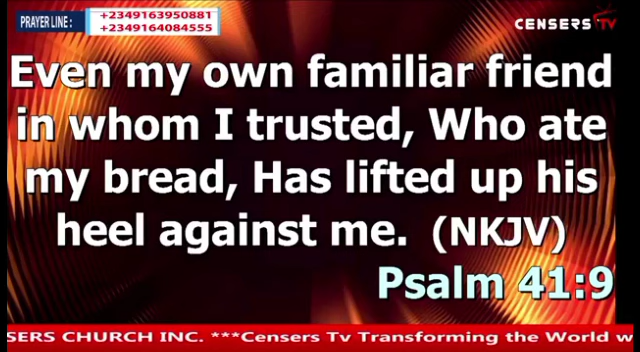 PRAYER LINE :
+2349163950881
+2349164084555
CENSERS TV
Even my own familiar friend
in whom I trusted, Who ate
my bread, Has lifted up his
heel against me. (NKJV)
Psalm 41:9
SERS CHURCH INC. ***Censers Tv Transforming the World w